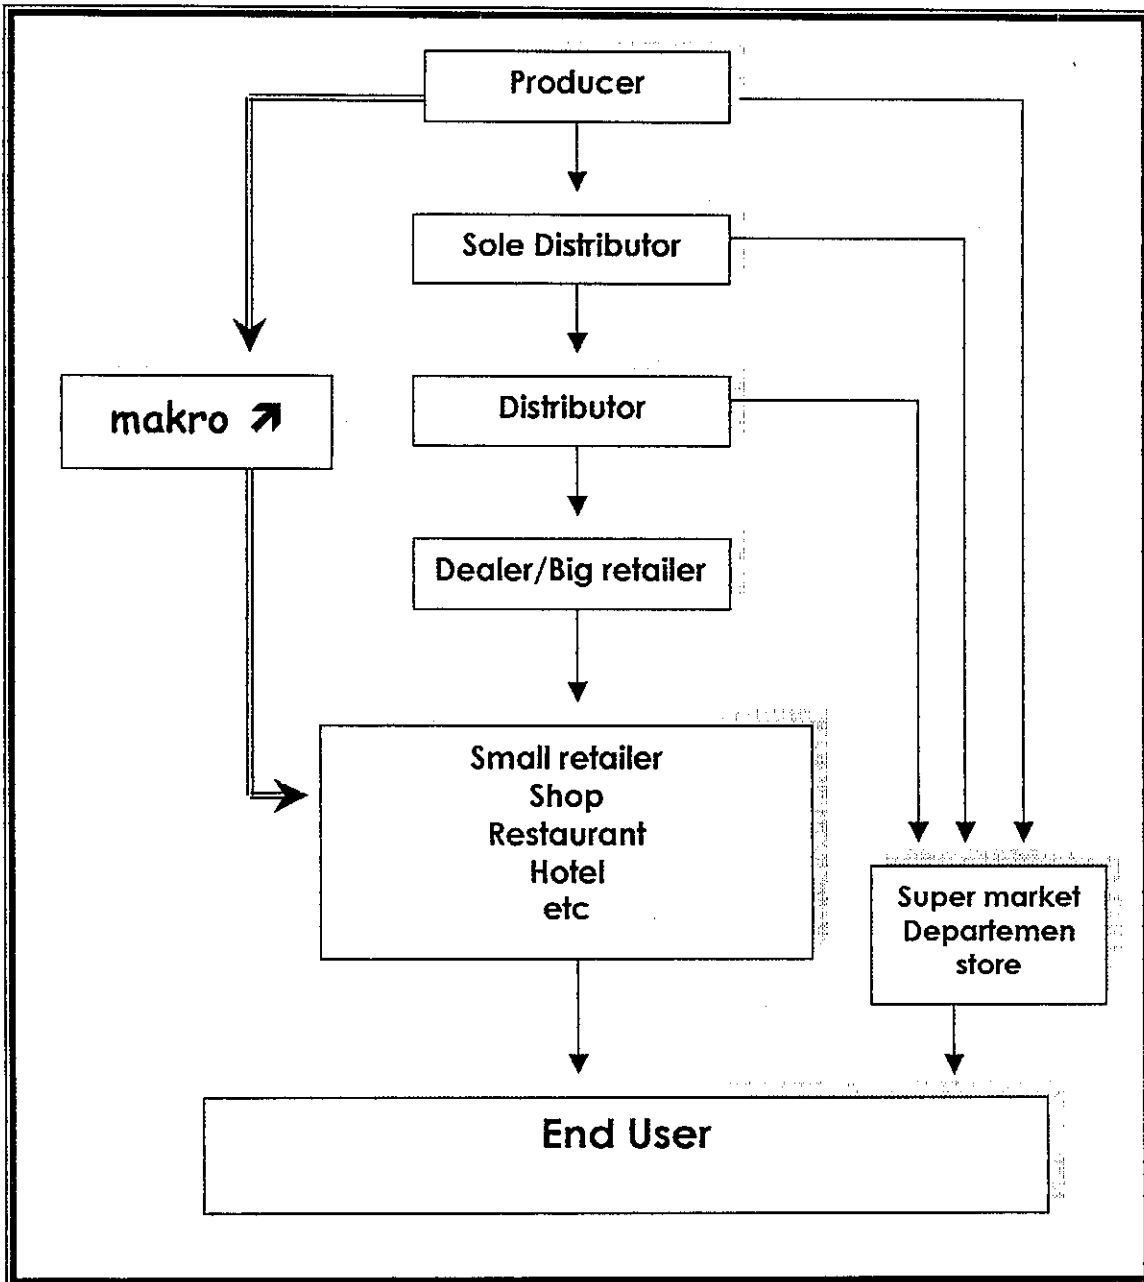 Producer
Sole Distributor
Distributor
makro ↗
Dealer/Big retailer
Small retailer
Shop
Restaurant
Hotel
etc
Super market
Departemen
store
End User